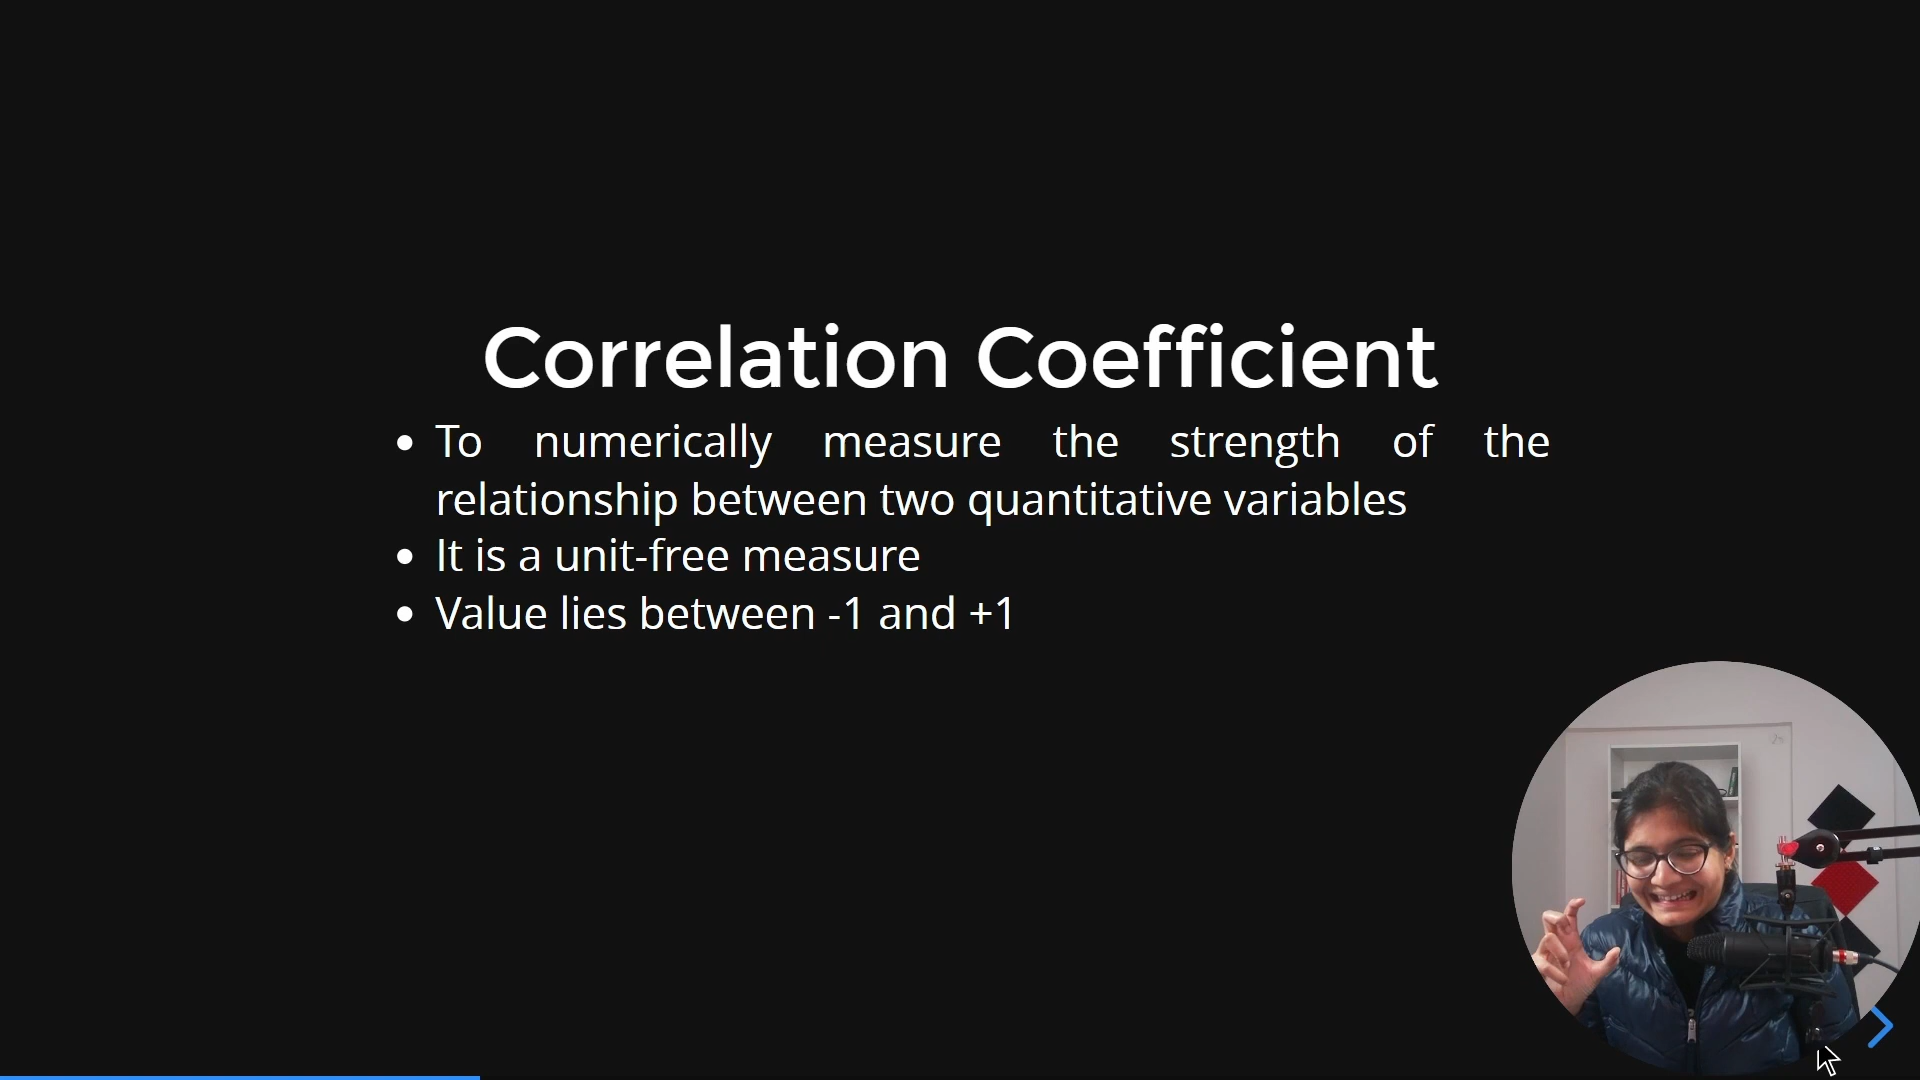 Correlation Coefficient
• To numerically measure the strength of the
relationship between two quantitative variables
• It is a unit-free measure
• Value lies between -1 and +1